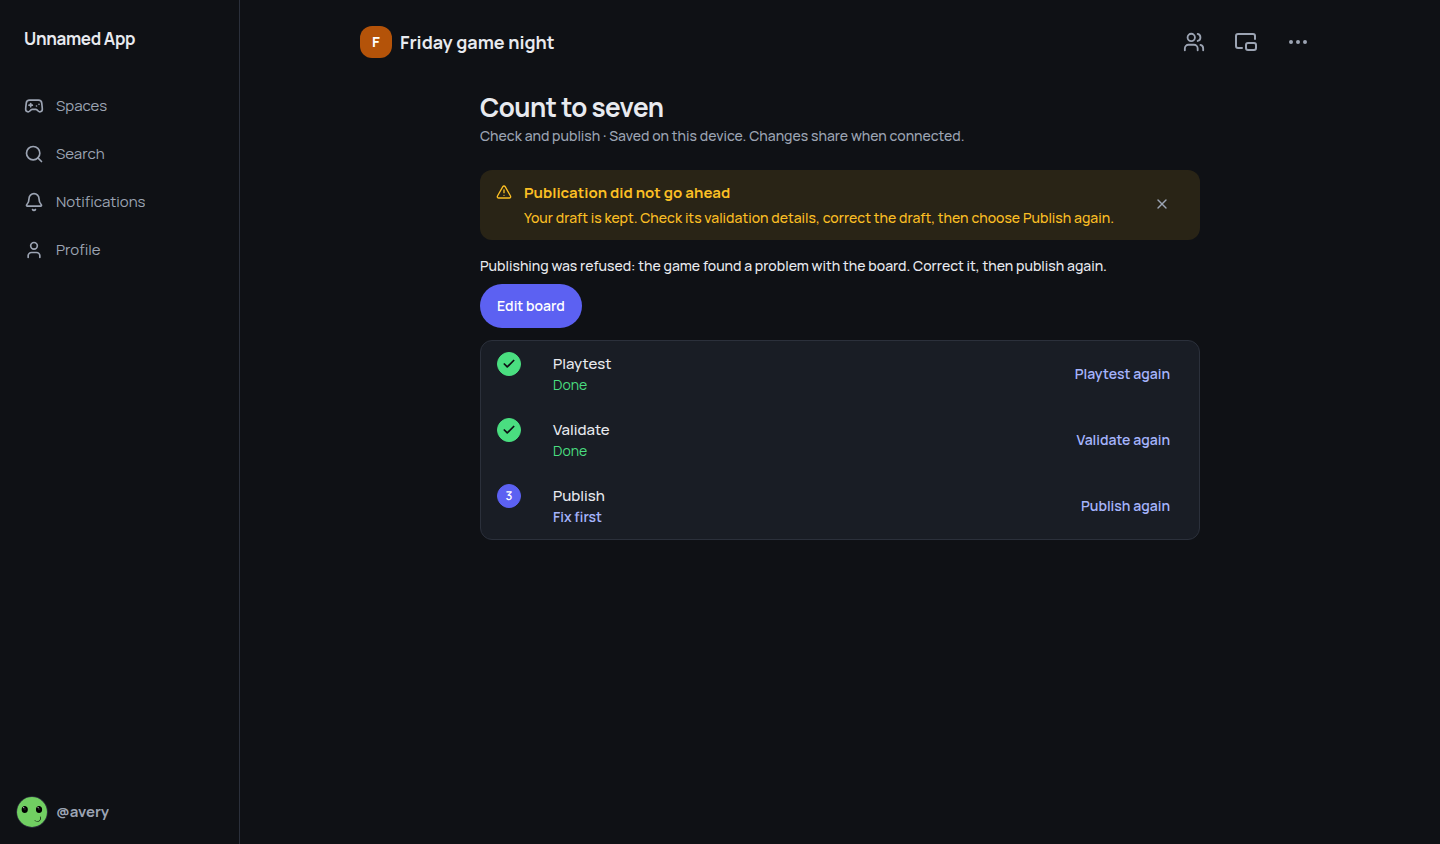 Unnamed App
Spaces
Search
Notifications
Profile
@avery
F
Friday game night
Count to seven
Check and publish · Saved on this device. Changes share when connected.
Publication did not go ahead
Your draft is kept. Check its validation details, correct the draft, then choose Publish again.
Publishing was refused: the game found a problem with the board. Correct it, then publish again.
Edit board
Playtest
Done
Playtest again
Validate
Done
Validate again
3
Publish
Fix first
Publish again